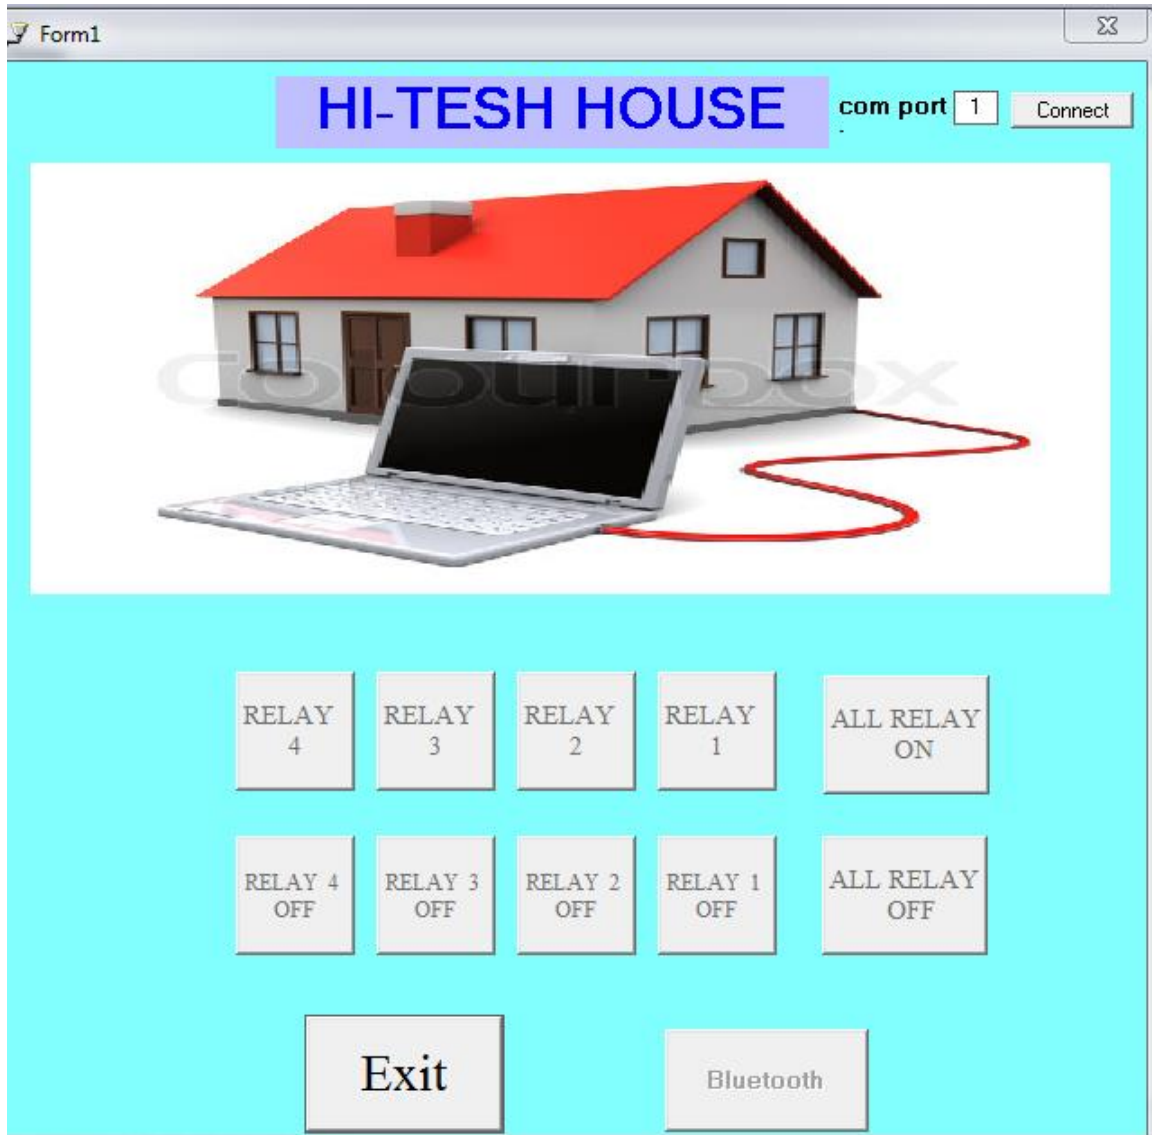 Form1
HI-TESH HOUSE
com port 1 Connect
colourbox
RELAY 4
RELAY 3
RELAY 2
RELAY 1
ALL RELAY ON
RELAY 4 OFF
RELAY 3 OFF
RELAY 2 OFF
RELAY 1 OFF
ALL RELAY OFF
Exit
Bluetooth